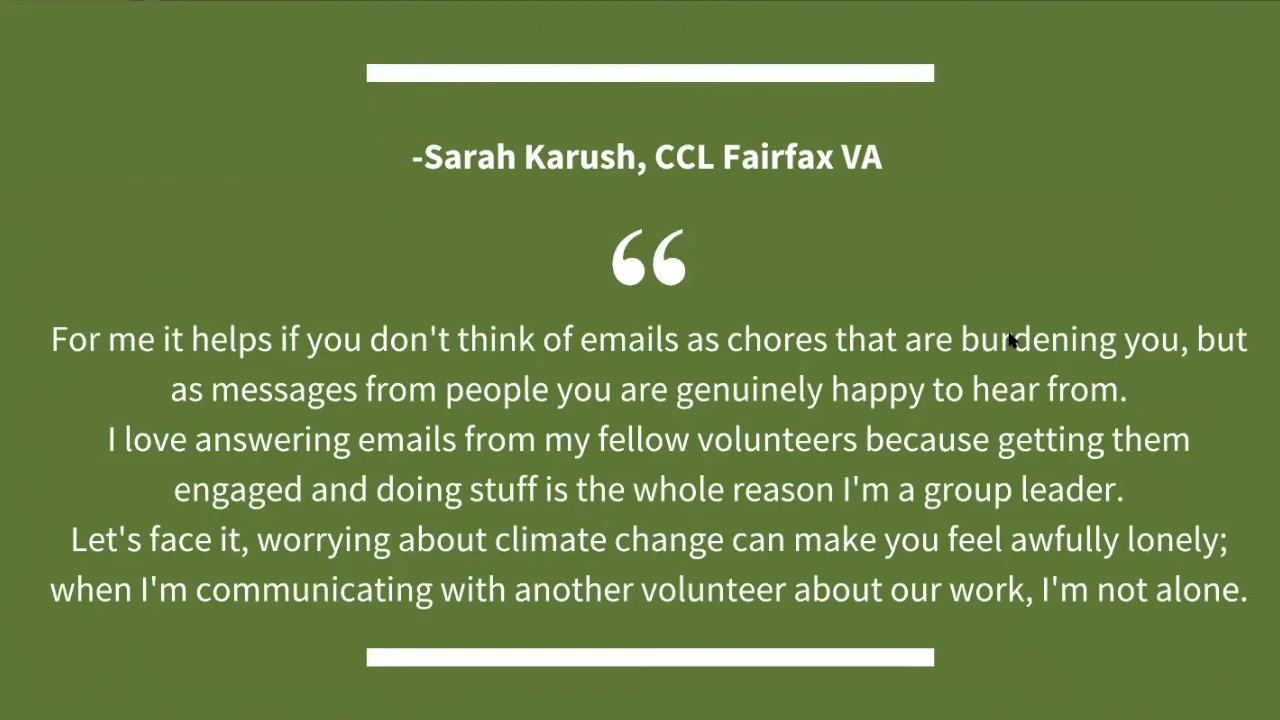 -Sarah Karush, CCL Fairfax VA
“
For me it helps if you don't think of emails as chores that are burdening you, but
as messages from people you are genuinely happy to hear from.
I love answering emails from my fellow volunteers because getting them
engaged and doing stuff is the whole reason I'm a group leader.
Let's face it, worrying about climate change can make you feel awfully lonely;
when I'm communicating with another volunteer about our work, I'm not alone.